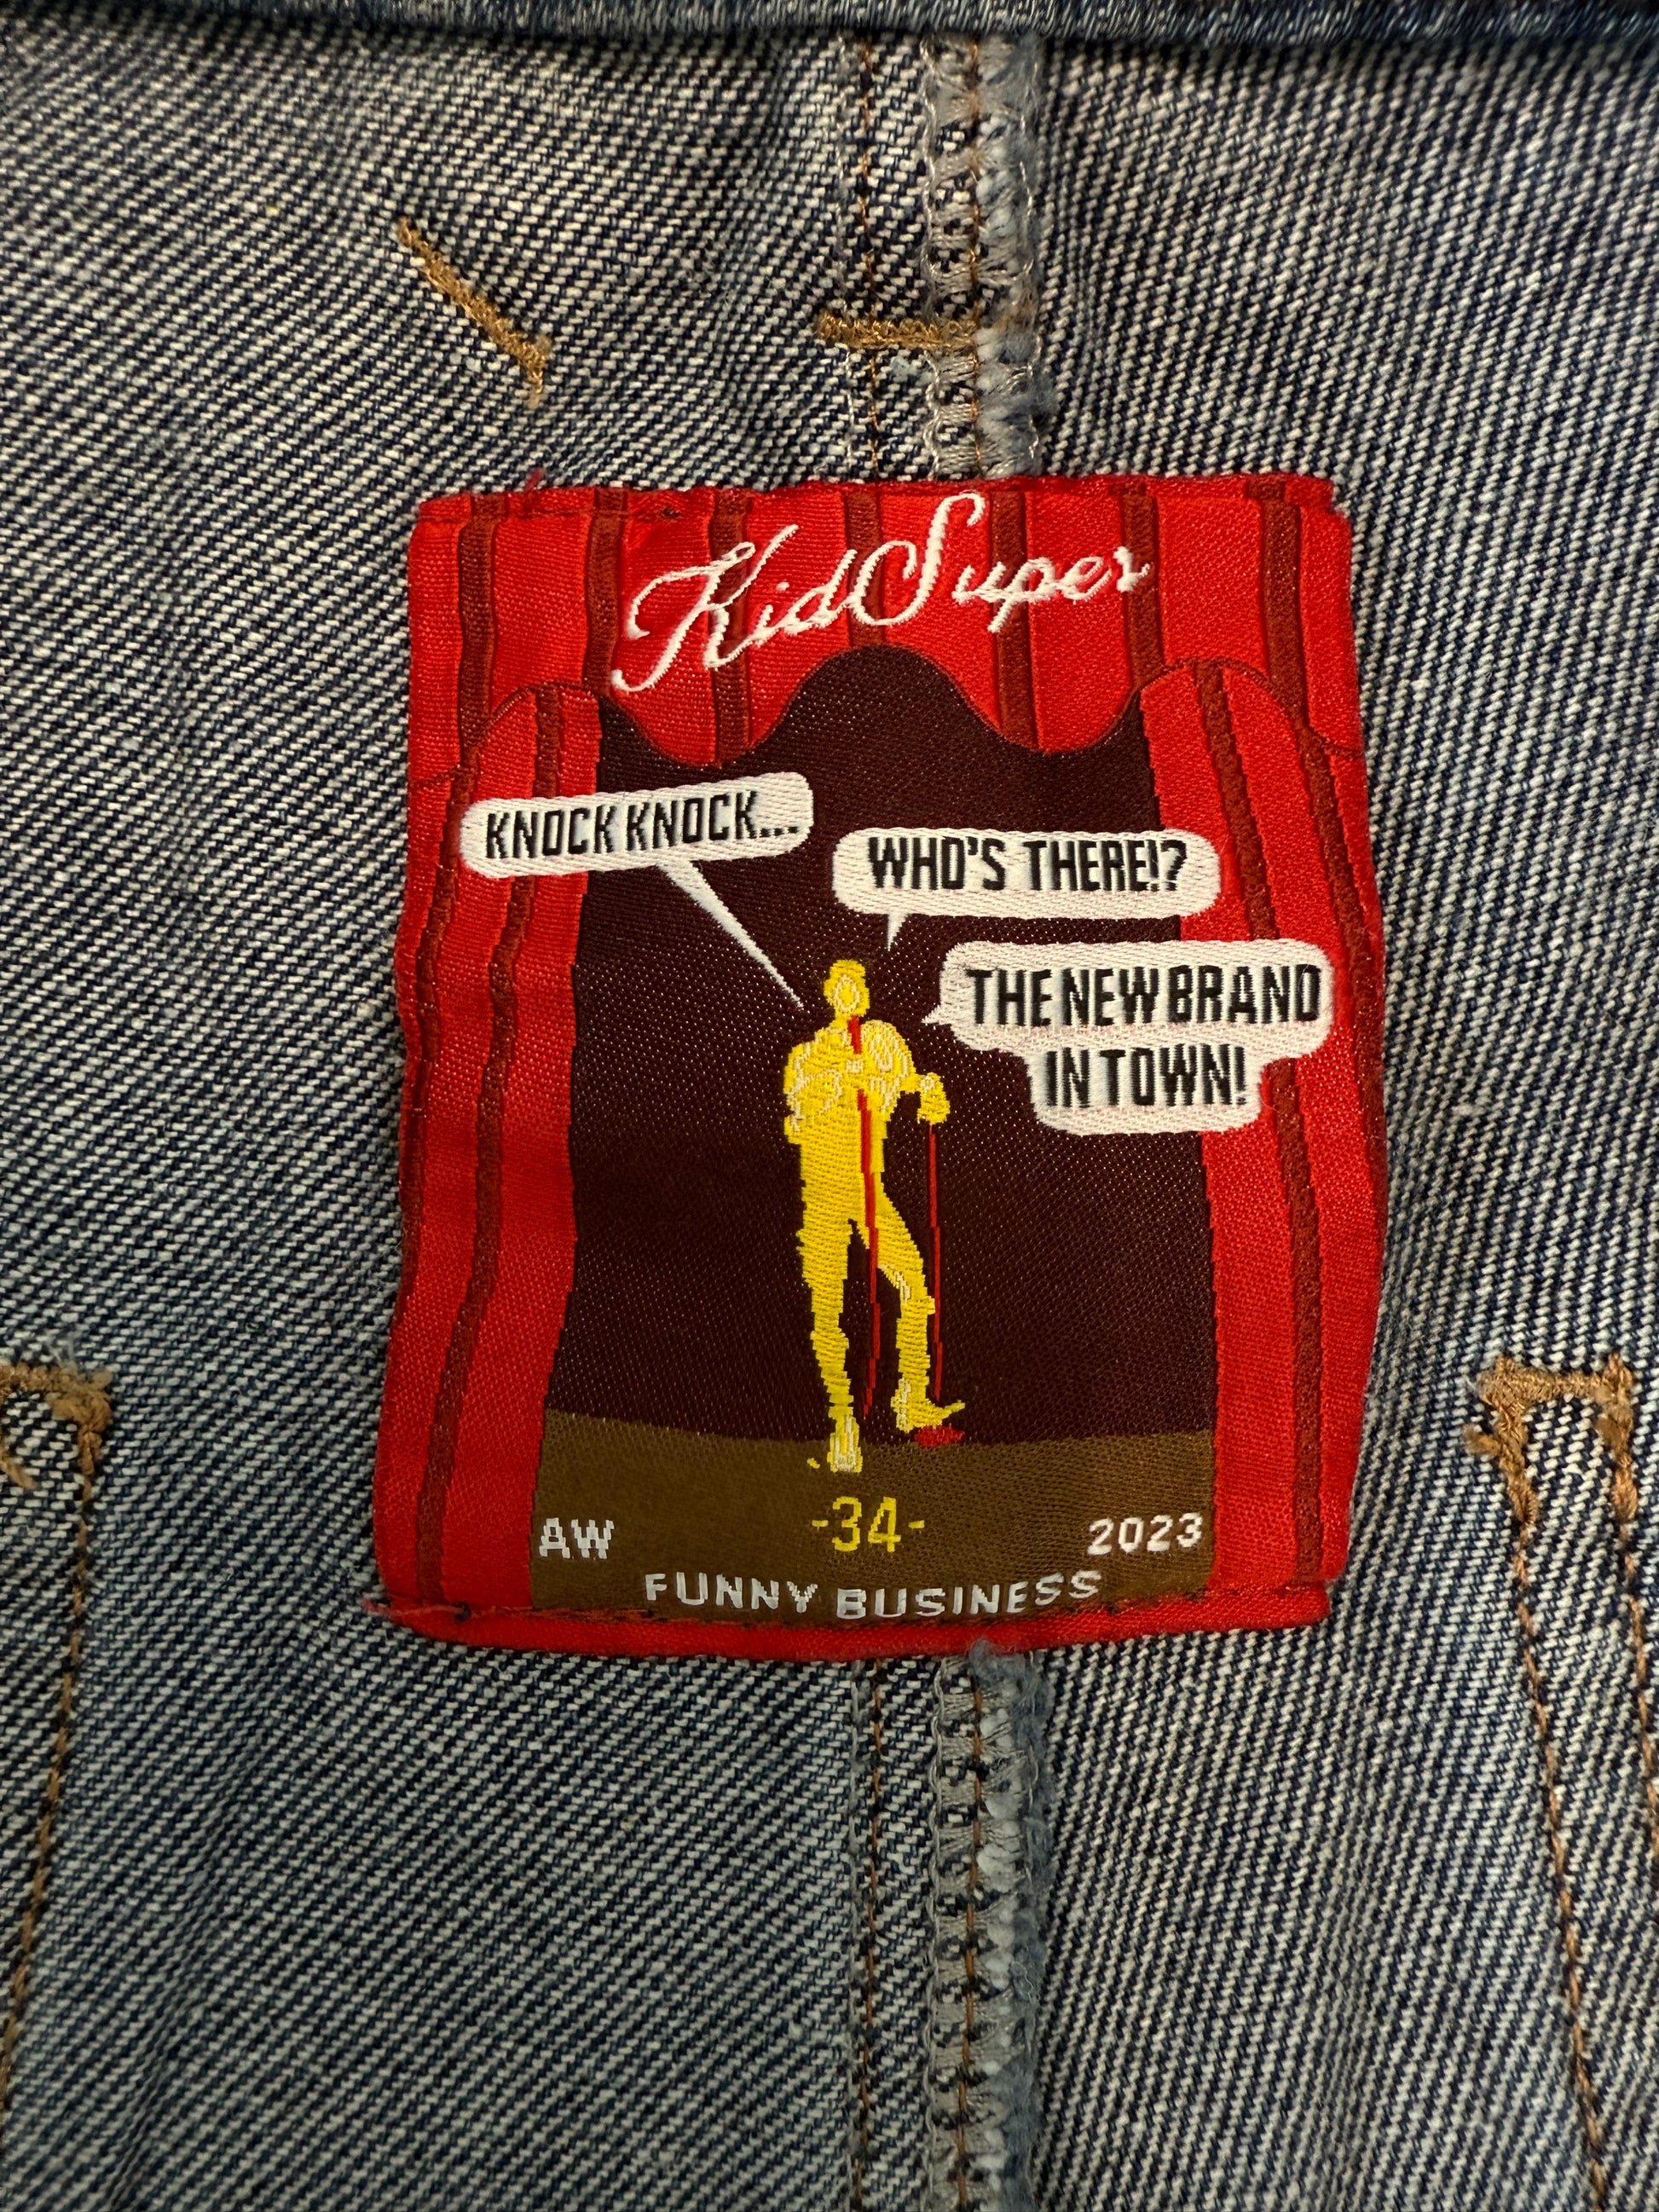 KidSuper
KNOCK KNOCK...
WHO'S THERE!?
THE NEW BRAND
IN TOWN!
-34-
AW 2023
FUNNY BUSINESS